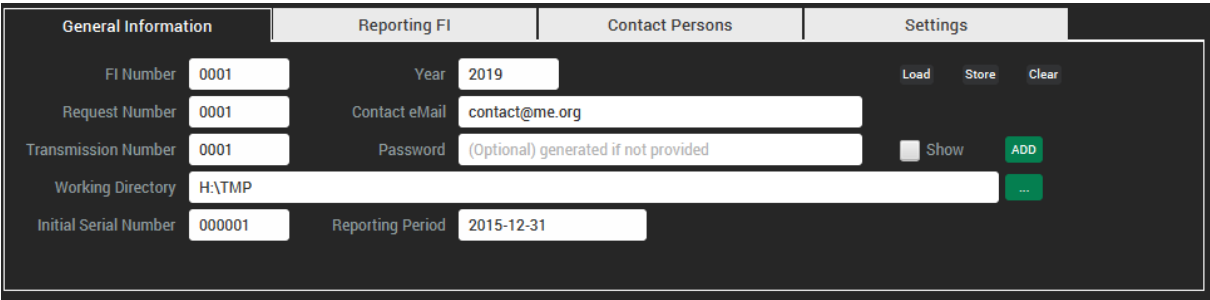 General Information Reporting FI Contact Persons Settings
FI Number 0001 Year 2019 Load Store Clear
Request Number 0001 Contact eMail contact@me.org
Transmission Number 0001 Password (Optional) generated if not provided Show ADD
Working Directory H:\TMP ...
Initial Serial Number 000001 Reporting Period 2015-12-31